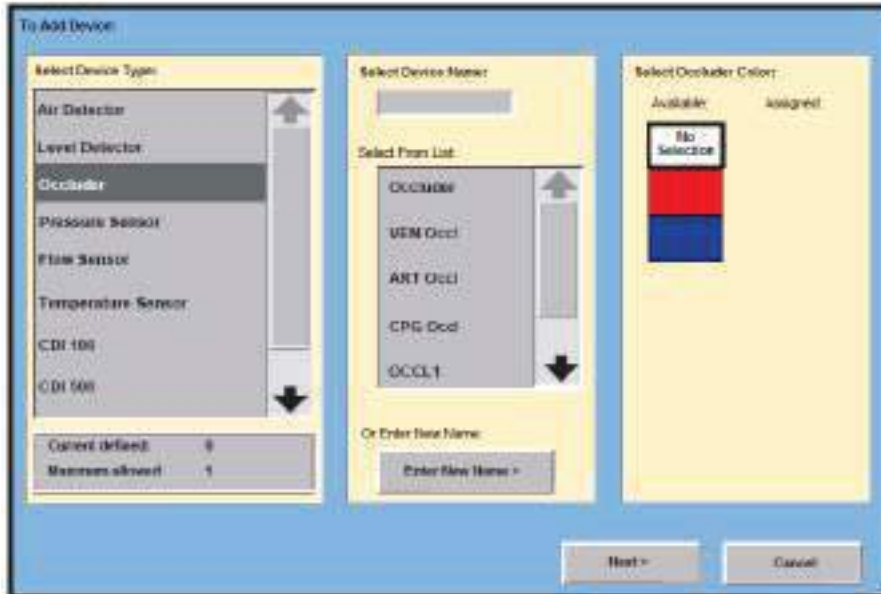 To Add Device:
Select Device Type:
Air Detector
Level Detector
Occluder
Pressure Sensor
Flow Sensor
Temperature Sensor
CDI 100
CDI 500
Current defined: 0
Maximum allowed 1
Select Device Name:
Select From List:
Occluder
VEN Occl
ART Occl
CPG Occl
OCCL1
Or Enter New Name:
Enter New Name >
Select Occluder Color:
Available: Assigned
No
Selection
Next >
Cancel